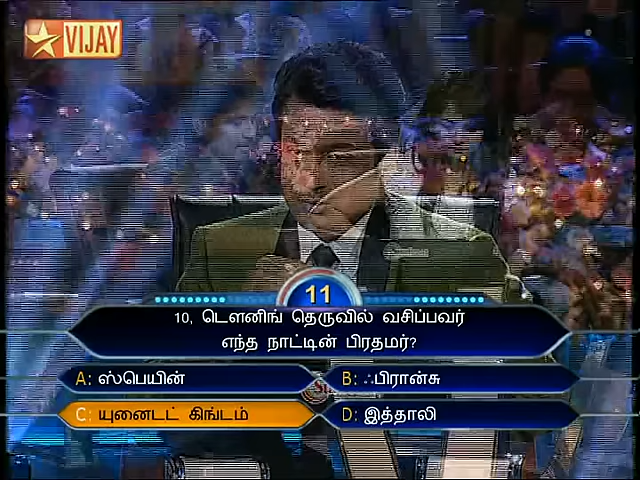 VIJAY
11
10, டௌனிங் தெருவில் வசிப்பவர்
எந்த நாட்டின் பிரதமர்?
A: ஸ்பெயின்
B: ஃபிரான்சு
C: யுனைடட் கிங்டம்
D: இத்தாலி